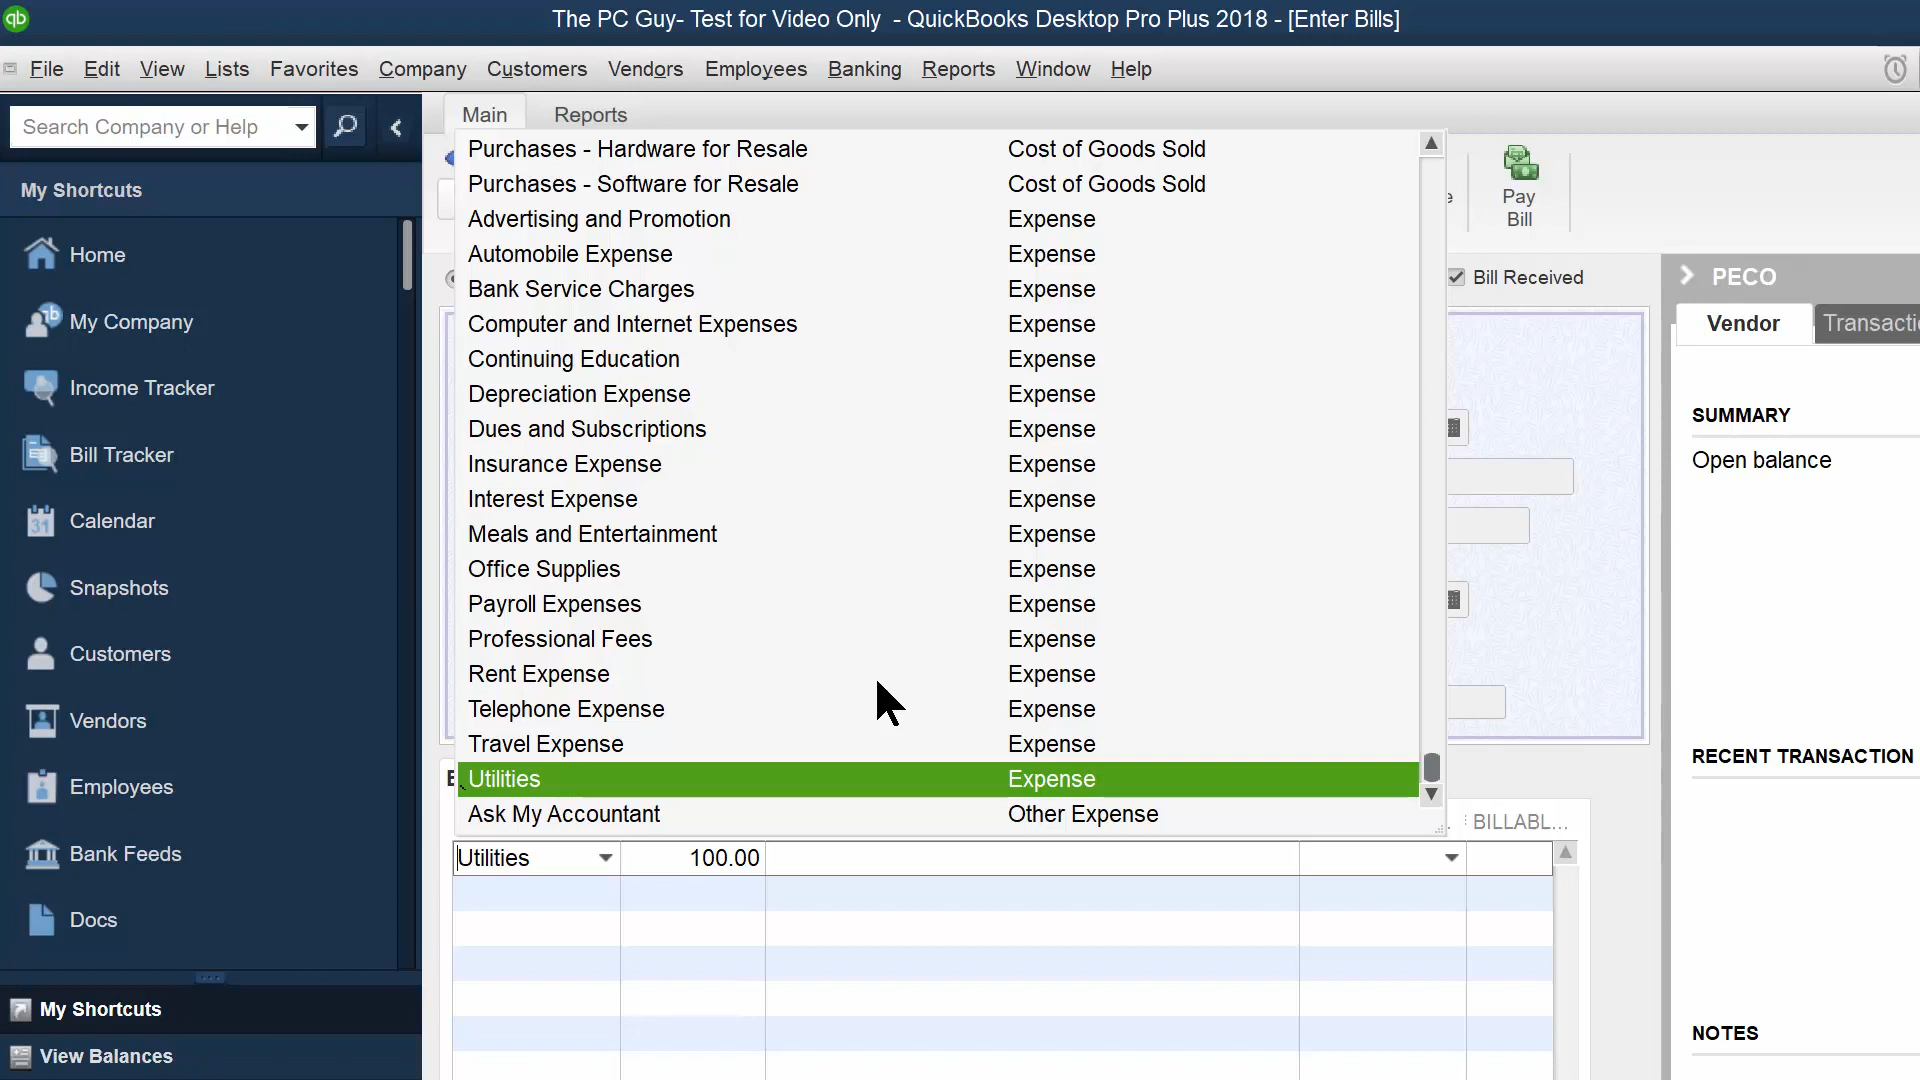 qb The PC Guy- Test for Video Only - QuickBooks Desktop Pro Plus 2018 - [Enter Bills]
File Edit View Lists Favorites Company Customers Vendors Employees Banking Reports Window Help
Search Company or Help
Main Reports
My Shortcuts
Home
My Company
Income Tracker
Bill Tracker
31 Calendar
Snapshots
Customers
Vendors
Employees
Bank Feeds
Docs
My Shortcuts
View Balances
Purchases - Hardware for Resale Cost of Goods Sold
Purchases - Software for Resale Cost of Goods Sold
Advertising and Promotion Expense
Automobile Expense Expense
Bank Service Charges Expense
Computer and Internet Expenses Expense
Continuing Education Expense
Depreciation Expense Expense
Dues and Subscriptions Expense
Insurance Expense Expense
Interest Expense Expense
Meals and Entertainment Expense
Office Supplies Expense
Payroll Expenses Expense
Professional Fees Expense
Rent Expense Expense
Telephone Expense Expense
Travel Expense Expense
Utilities Expense
Ask My Accountant Other Expense
BILLABL...
Utilities 100.00
Pay
Bill
Bill Received
PECO
Vendor Transacti
SUMMARY
Open balance
RECENT TRANSACTION
NOTES